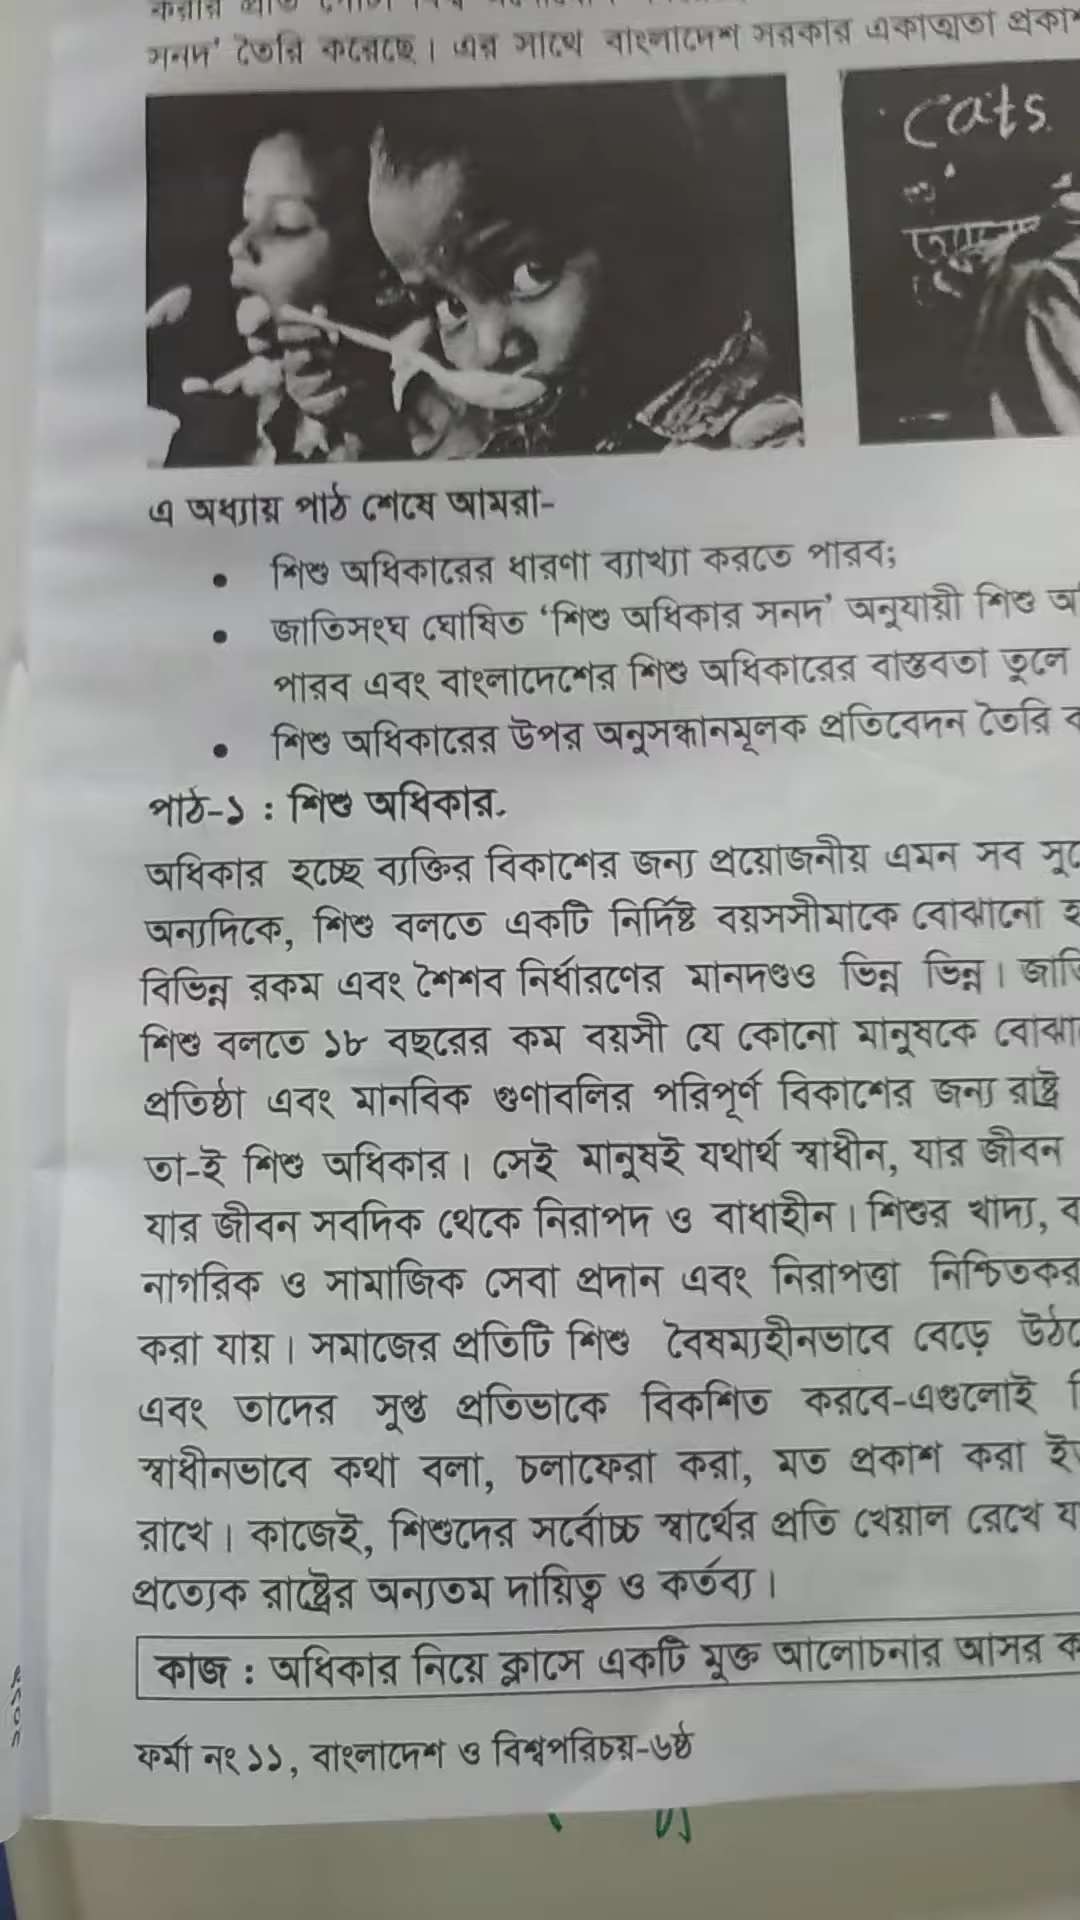 সনদ’ তৈরি করেছে। এর সাথে বাংলাদেশ সরকার একাত্মতা
cats.
এ অধ্যায় পাঠ শেষে আমরা-
• শিশু অধিকারের ধারণা ব্যাখ্যা করতে পারব;
• জাতিসংঘ ঘোষিত ‘শিশু অধিকার সনদ’ অনুযায়ী শিশু
পারব এবং বাংলাদেশের শিশু অধিকারের বাস্তবতা তুলে
• শিশু অধিকারের উপর অনুসন্ধানমূলক প্রতিবেদন তৈরি
পাঠ-১ : শিশু অধিকার
অধিকার হচ্ছে ব্যক্তির বিকাশের জন্য প্রয়োজনীয় এমন সব
অন্যদিকে, শিশু বলতে একটি নির্দিষ্ট বয়সসীমাকে বোঝানো
বিভিন্ন রকম এবং শৈশব নির্ধারণের মানদণ্ডও ভিন্ন ভিন্ন।
শিশু বলতে ১৮ বছরের কম বয়সী যে কোনো মানুষকে
প্রতিষ্ঠা এবং মানবিক গুণাবলির পরিপূর্ণ বিকাশের জন্য রাষ্ট্র
তা-ই শিশু অধিকার। সেই মানুষই যথার্থ স্বাধীন, যার জীবন
যার জীবন সবদিক থেকে নিরাপদ ও বাধাহীন। শিশুর খাদ্য,
নাগরিক ও সামাজিক সেবা প্রদান এবং নিরাপত্তা
করা যায়। সমাজের প্রতিটি শিশু বৈষম্যহীনভাবে বেড়ে
এবং তাদের সুপ্ত প্রতিভাকে বিকশিত করবে-এগুলোই
স্বাধীনভাবে কথা বলা, চলাফেরা করা, মত প্রকাশ করা
রাখে। কাজেই, শিশুদের সর্বোচ্চ স্বার্থের প্রতি খেয়াল রেখে
প্রত্যেক রাষ্ট্রের অন্যতম দায়িত্ব ও কর্তব্য।
কাজ : অধিকার নিয়ে ক্লাসে একটি মুক্ত আলোচনার আসর
ফর্মা নং ১১, বাংলাদেশ ও বিশ্বপরিচয়-৬ষ্ঠ